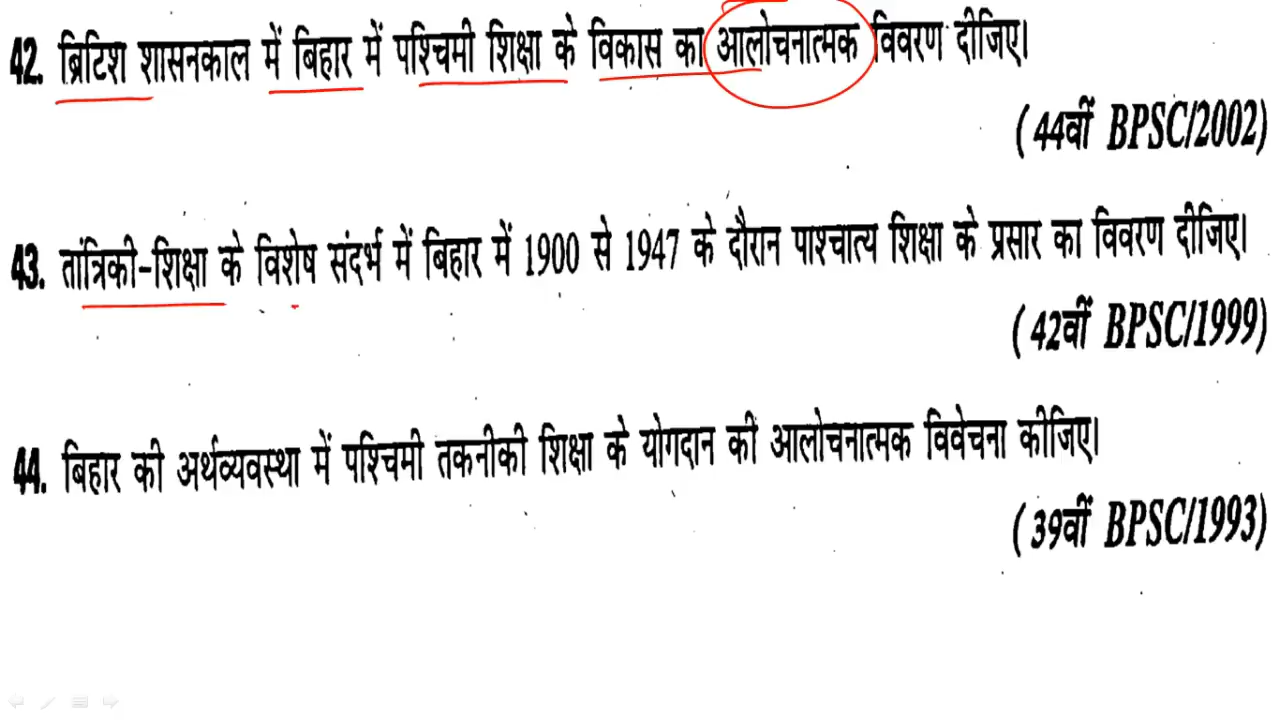 42. ब्रिटिश शासनकाल में बिहार में पश्चिमी शिक्षा के विकास का आलोचनात्मक विवरण दीजिए।
(44वीं BPSC/2002)
43. तांत्रिकी-शिक्षा के विशेष संदर्भ में बिहार में 1900 से 1947 के दौरान पाश्चात्य शिक्षा के प्रसार का विवरण दीजिए।
(42वीं BPSC/1999)
44. बिहार की अर्थव्यवस्था में पश्चिमी तकनीकी शिक्षा के योगदान की आलोचनात्मक विवेचना कीजिए।
(39वीं BPSC/1993)